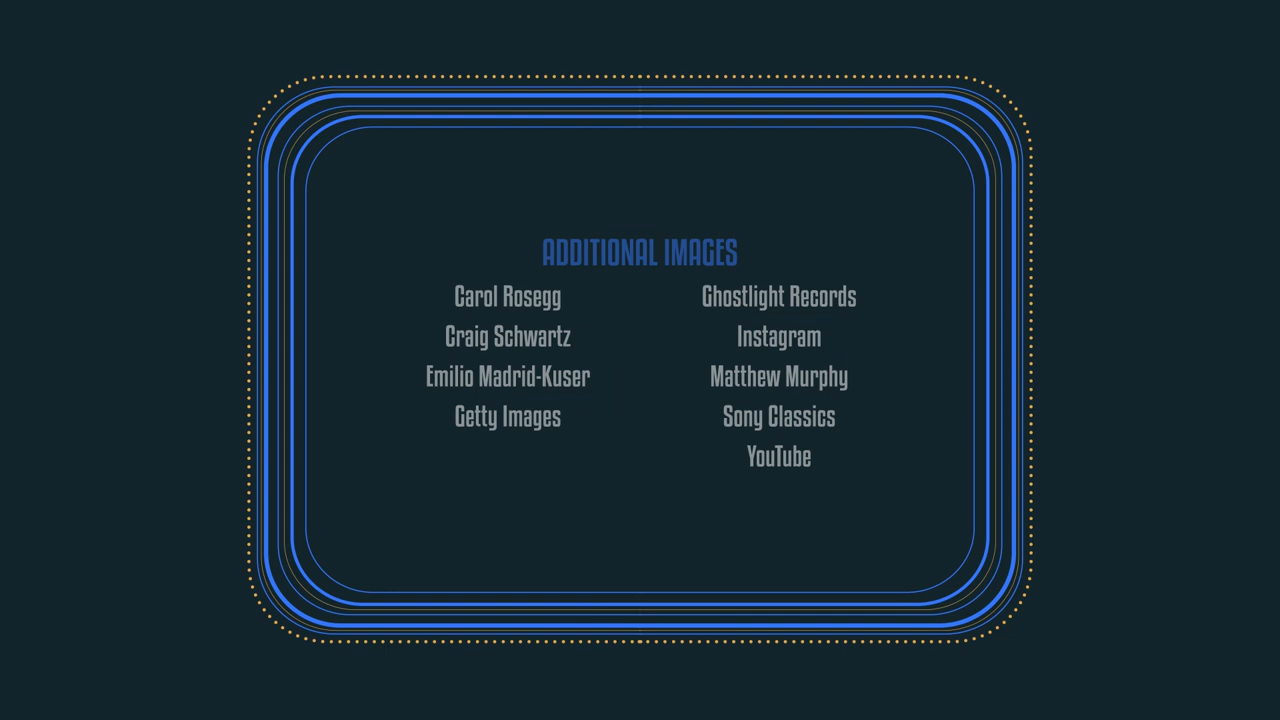 ADDITIONAL IMAGES
Carol Rosegg
Craig Schwartz
Emilio Madrid-Kuser
Getty Images
Ghostlight Records
Instagram
Matthew Murphy
Sony Classics
YouTube